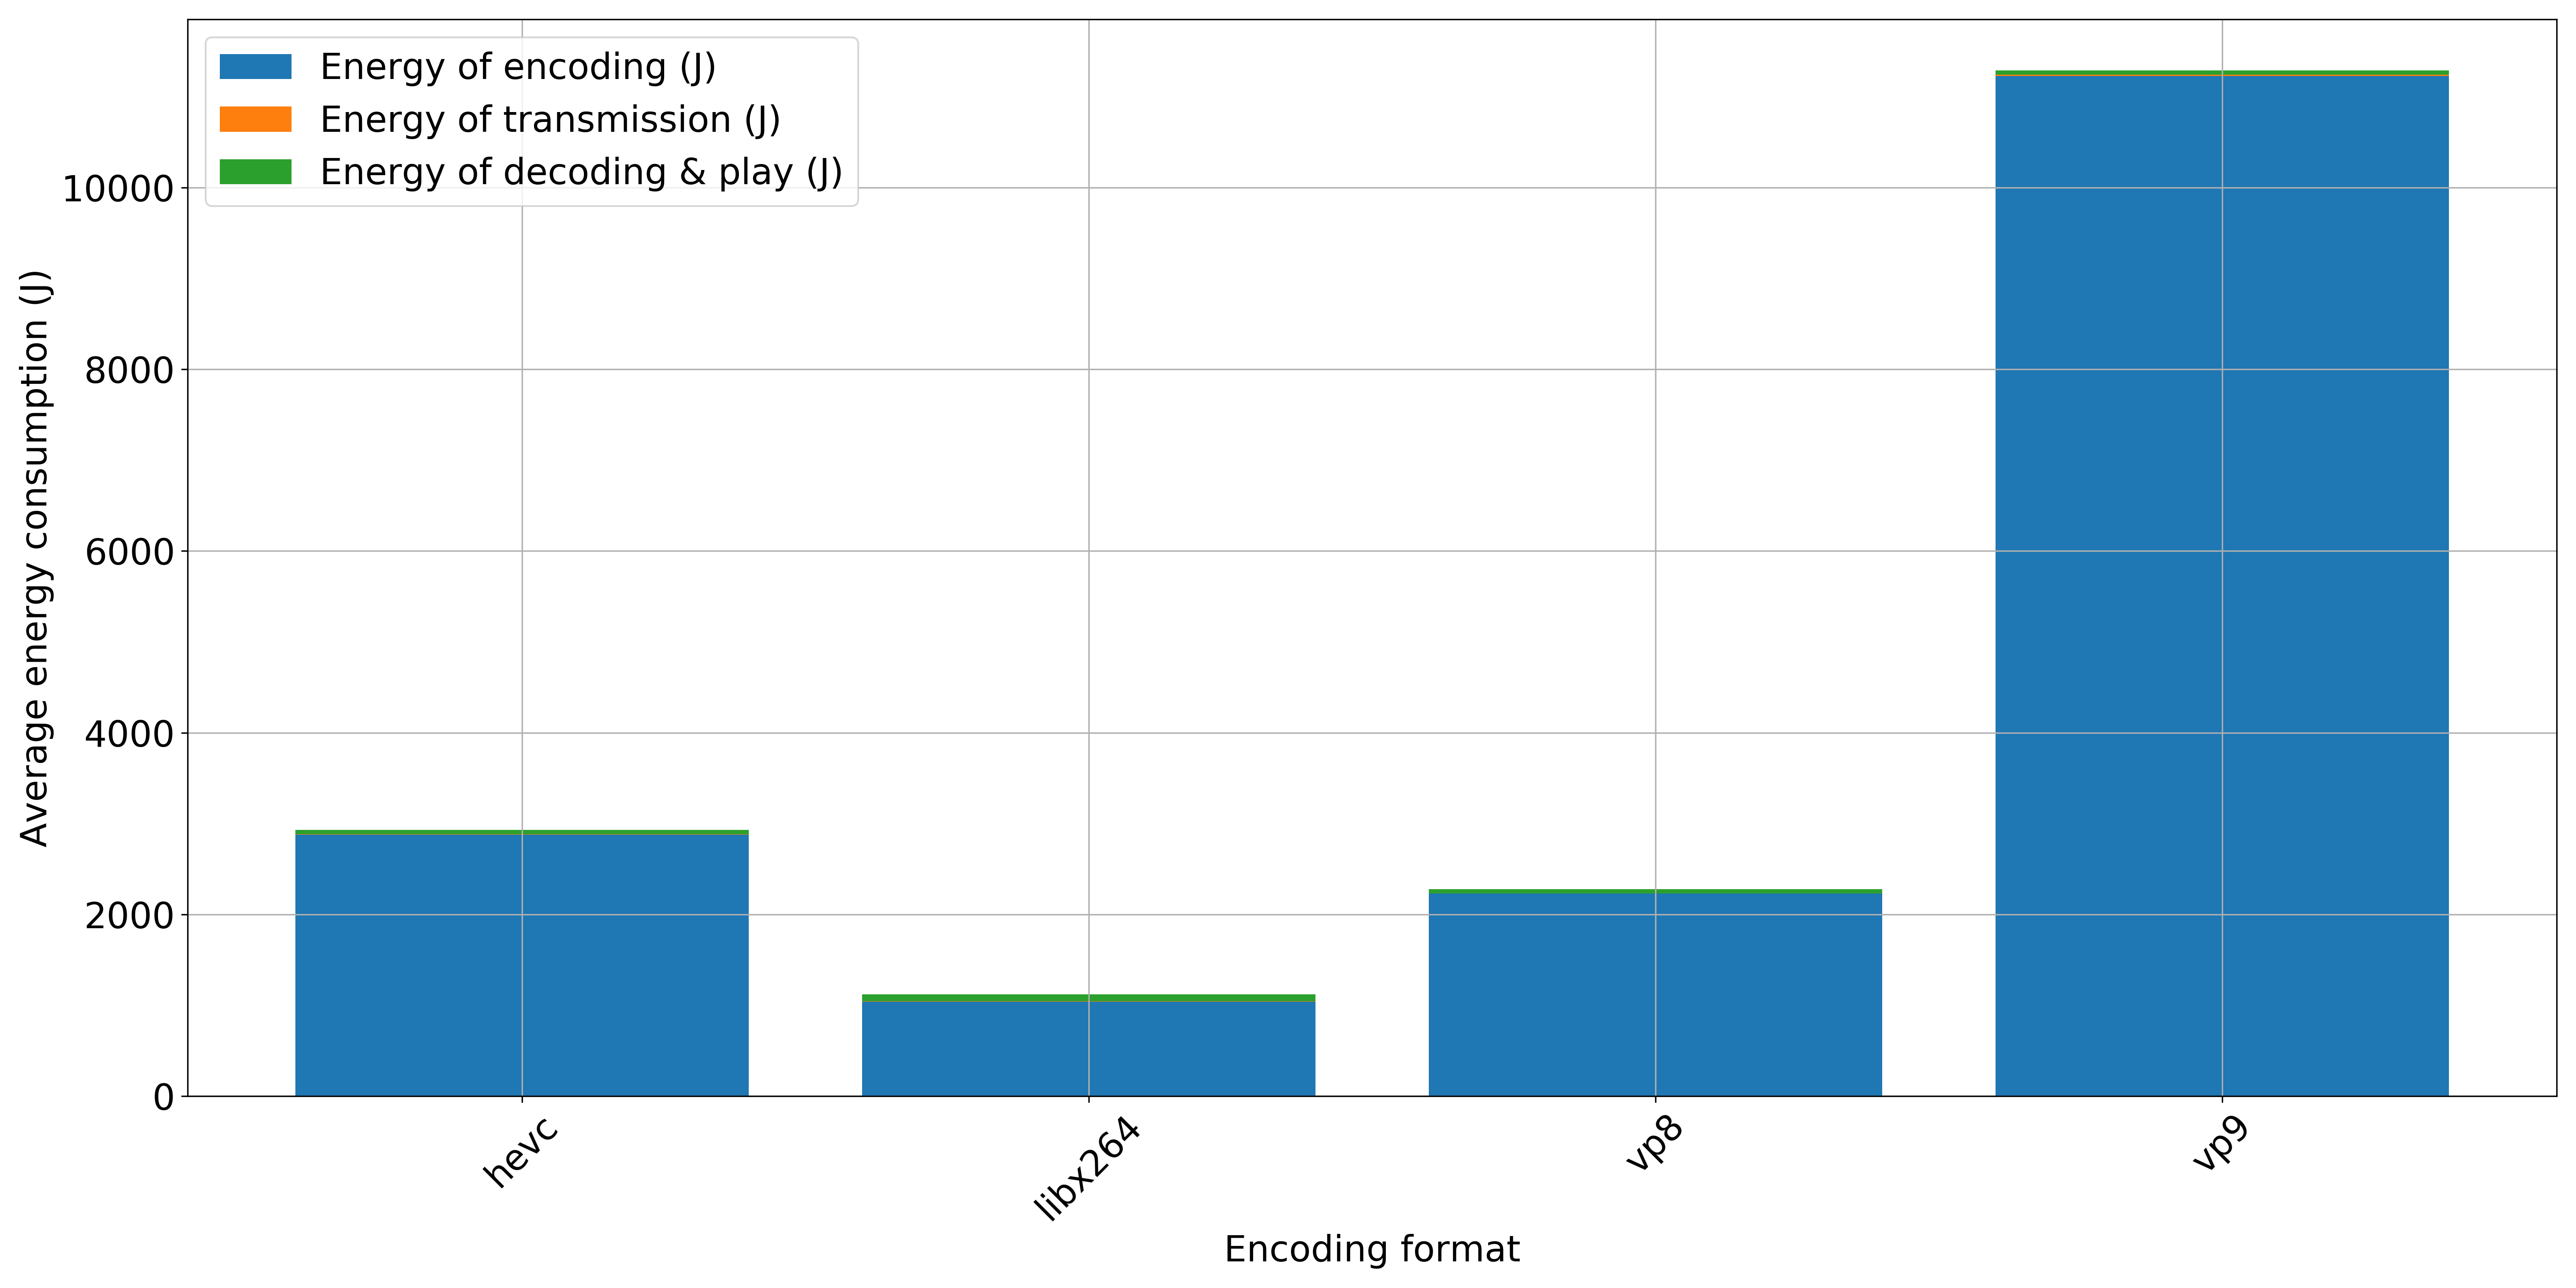 Energy of encoding (J)
Energy of transmission (J)
Energy of decoding & play (J)
Average energy consumption (J)
10000
8000
6000
4000
2000
0
hevc
libx264
vp8
vp9
Encoding format